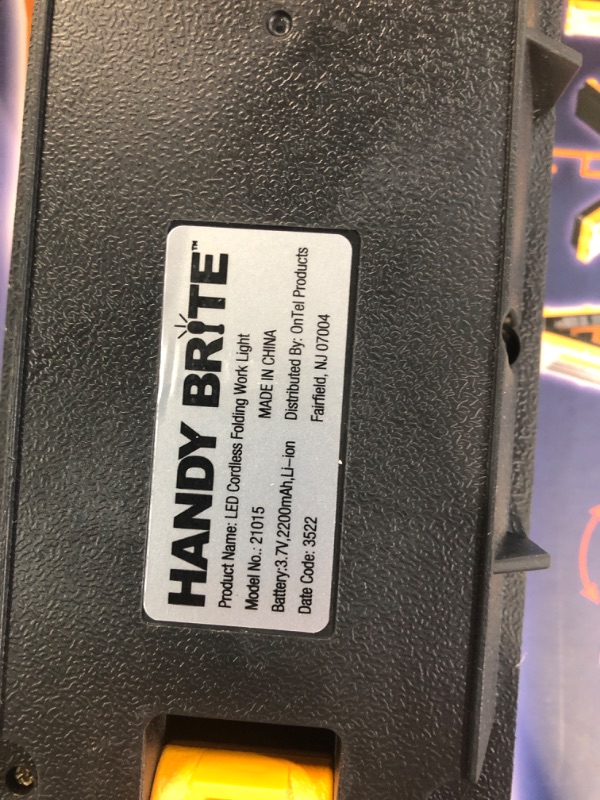 HANDY BRITE™
Product Name: LED Cordless Folding Work Light
Model No.: 21015 MADE IN CHINA
Battery:3.7V,2200mAh,Li-ion Distributed By: OnTel Products
Date Code: 3522 Fairfield, NJ 07004